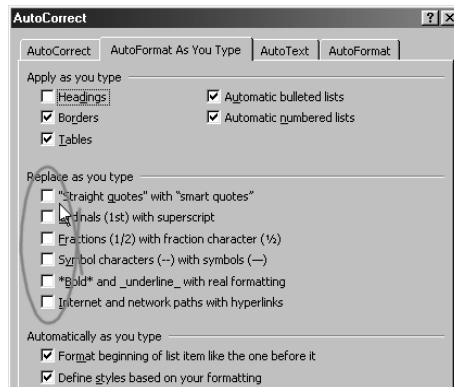 AutoCorrect
AutoCorrect AutoFormat As You Type AutoText AutoFormat
Apply as you type
Headings Automatic bulleted lists
Borders Automatic numbered lists
Tables
Replace as you type
"Straight quotes" with “smart quotes”
Ordinals (1st) with superscript
Fractions (1/2) with fraction character (½)
Symbol characters (--) with symbols (—)
*Bold* and _underline_ with real formatting
Internet and network paths with hyperlinks
Automatically as you type
Format beginning of list item like the one before it
Define styles based on your formatting